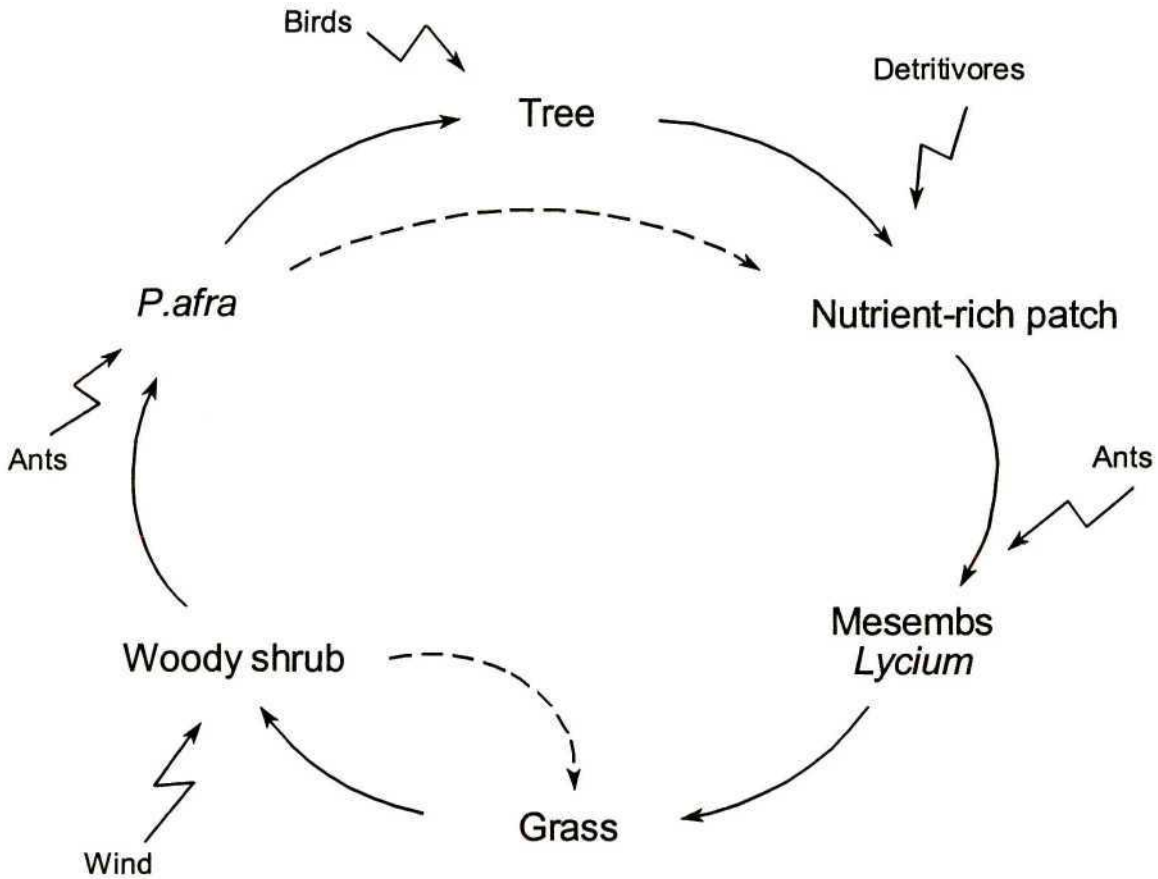 Birds
Detritivores
Tree
P.afra
Nutrient-rich patch
Ants
Ants
Mesembs
Lycium
Woody shrub
Grass
Wind